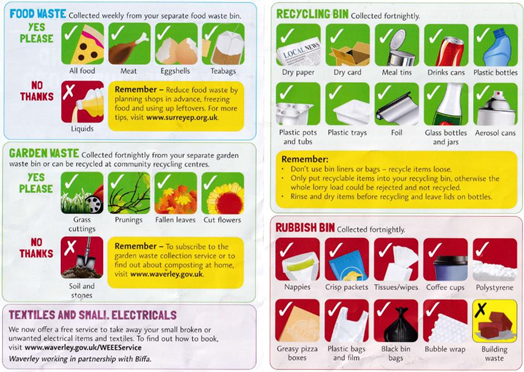 FOOD WASTE Collected weekly from your separate food waste bin.
YES
PLEASE
All food
Meat
Eggshells
Teabags
NO
THANKS
Liquids
Remember – Reduce food waste by
planning shops in advance, freezing
food and using up leftovers. For more
tips, visit www.surreyep.org.uk.
GARDEN WASTE Collected fortnightly from your separate garden
waste bin or can be recycled at community recycling centres.
YES
PLEASE
Grass
cuttings
Prunings
Fallen leaves
Cut flowers
NO
THANKS
Soil and
stones
Remember – To subscribe to the
garden waste collection service or to
find out about composting at home,
visit www.waverley.gov.uk.
TEXTILES AND SMALL ELECTRICALS
We now offer a free service to take away your small broken or
unwanted electrical items and textiles. To find out how to book,
visit www.waverley.gov.uk/WEEEService
Waverley working in partnership with Biffa.
RECYCLING BIN Collected fortnightly.
LOCAL NEWS
Dry paper
Dry card
Meal tins
Drinks cans
Plastic bottles
Plastic pots
and tubs
Plastic trays
Foil
Glass bottles
and jars
Aerosol cans
Remember:
• Don't use bin liners or bags – recycle items loose.
• Only put recyclable items into your recycling bin, otherwise the
whole lorry load could be rejected and not recycled.
• Rinse and dry items before recycling and leave lids on bottles.
RUBBISH BIN Collected fortnightly.
Nappies
Crisp packets
Tissues/wipes
Coffee cups
Polystyrene
Greasy pizza
boxes
Plastic bags
and film
Black bin
bags
Bubble wrap
Building
waste